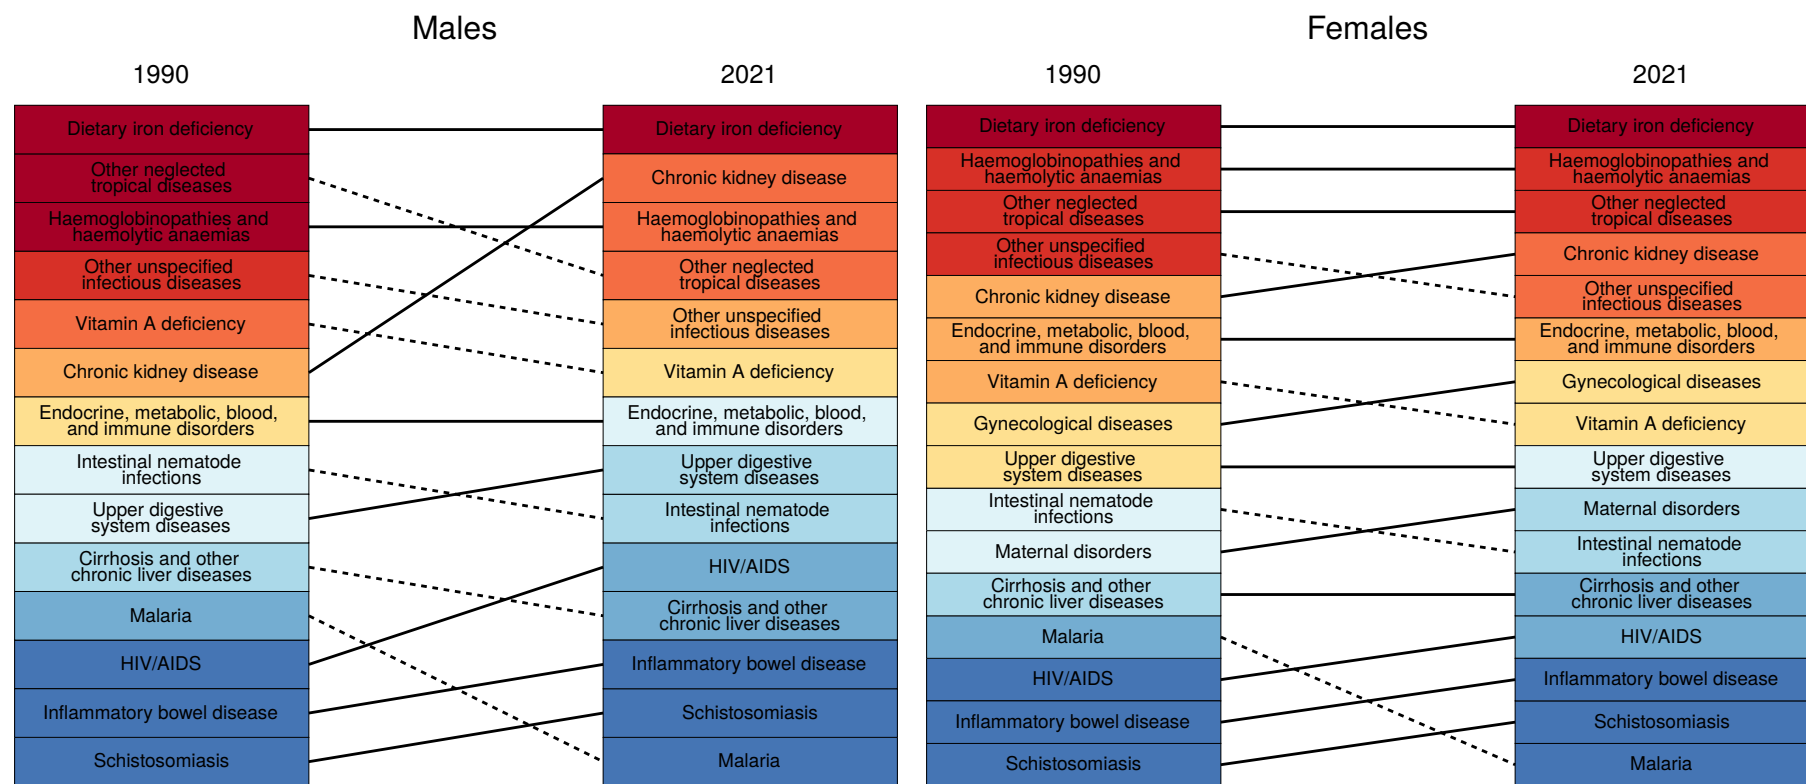 Males
1990
2021
Dietary iron deficiency
Other neglected
tropical diseases
Haemoglobinopathies and
haemolytic anaemias
Other unspecified
infectious diseases
Vitamin A deficiency
Chronic kidney disease
Endocrine, metabolic, blood,
and immune disorders
Intestinal nematode
infections
Upper digestive
system diseases
Cirrhosis and other
chronic liver diseases
Malaria
HIV/AIDS
Inflammatory bowel disease
Schistosomiasis
Dietary iron deficiency
Chronic kidney disease
Haemoglobinopathies and
haemolytic anaemias
Other neglected
tropical diseases
Other unspecified
infectious diseases
Vitamin A deficiency
Endocrine, metabolic, blood,
and immune disorders
Upper digestive
system diseases
Intestinal nematode
infections
HIV/AIDS
Cirrhosis and other
chronic liver diseases
Inflammatory bowel disease
Schistosomiasis
Malaria
Females
1990
2021
Dietary iron deficiency
Haemoglobinopathies and
haemolytic anaemias
Other neglected
tropical diseases
Other unspecified
infectious diseases
Chronic kidney disease
Endocrine, metabolic, blood,
and immune disorders
Vitamin A deficiency
Gynecological diseases
Upper digestive
system diseases
Intestinal nematode
infections
Maternal disorders
Cirrhosis and other
chronic liver diseases
Malaria
HIV/AIDS
Inflammatory bowel disease
Schistosomiasis
Dietary iron deficiency
Haemoglobinopathies and
haemolytic anaemias
Other neglected
tropical diseases
Chronic kidney disease
Other unspecified
infectious diseases
Endocrine, metabolic, blood,
and immune disorders
Gynecological diseases
Vitamin A deficiency
Upper digestive
system diseases
Maternal disorders
Intestinal nematode
infections
Cirrhosis and other
chronic liver diseases
HIV/AIDS
Inflammatory bowel disease
Schistosomiasis
Malaria